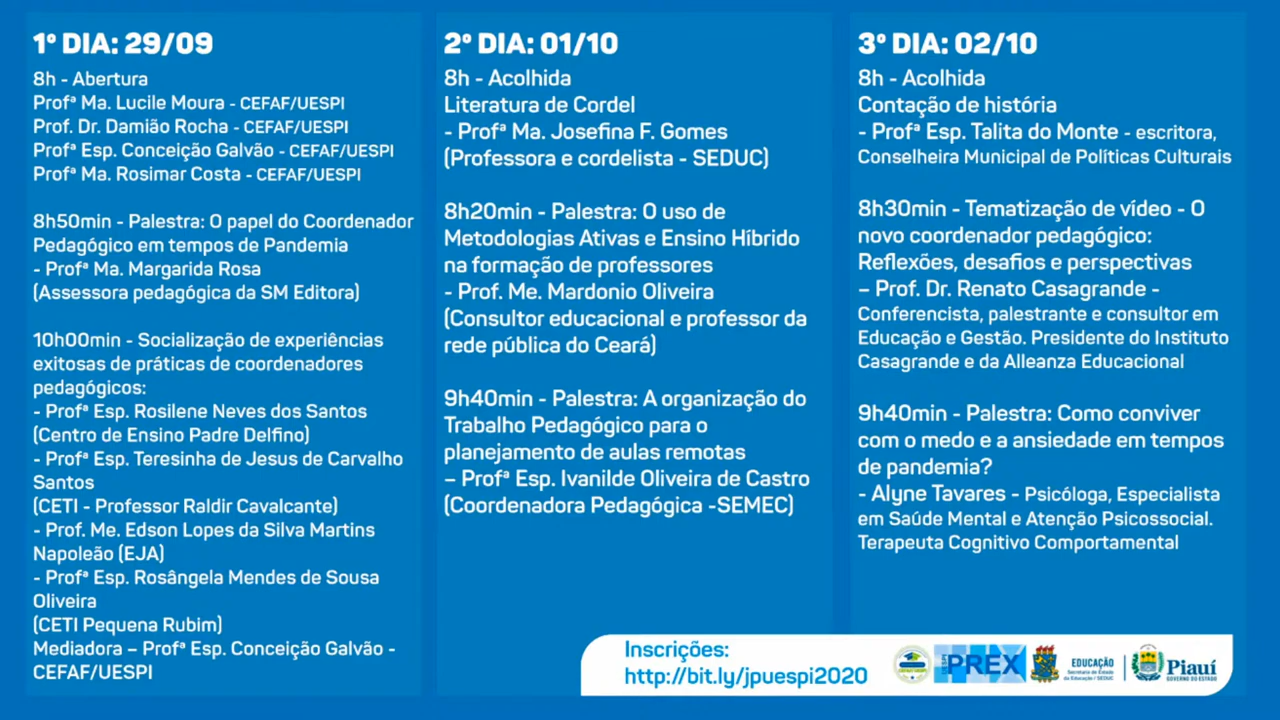 1º DIA: 29/09
8h - Abertura
Profª Ma. Lucile Moura - CEFAF/UESPI
Prof. Dr. Damião Rocha - CEFAF/UESPI
Profª Esp. Conceição Galvão - CEFAF/UESPI
Profª Ma. Rosimar Costa - CEFAF/UESPI
8h50min - Palestra: O papel do Coordenador
Pedagógico em tempos de Pandemia
- Profª Ma. Margarida Rosa
(Assessora pedagógica da SM Editora)
10h00min - Socialização de experiências
exitosas de práticas de coordenadores
pedagógicos:
- Profª Esp. Rosilene Neves dos Santos
(Centro de Ensino Padre Delfino)
- Profª Esp. Teresinha de Jesus de Carvalho
Santos
(CETI - Professor Raldir Cavalcante)
- Prof. Me. Edson Lopes da Silva Martins
Napoleão (EJA)
- Profª Esp. Rosângela Mendes de Sousa
Oliveira
(CETI Pequena Rubim)
Mediadora – Profª Esp. Conceição Galvão -
CEFAF/UESPI
2º DIA: 01/10
8h - Acolhida
Literatura de Cordel
- Profª Ma. Josefina F. Gomes
(Professora e cordelista - SEDUC)
8h20min - Palestra: O uso de
Metodologias Ativas e Ensino Híbrido
na formação de professores
- Prof. Me. Mardonio Oliveira
(Consultor educacional e professor da
rede pública do Ceará)
9h40min - Palestra: A organização do
Trabalho Pedagógico para o
planejamento de aulas remotas
– Profª Esp. Ivanilde Oliveira de Castro
(Coordenadora Pedagógica -SEMEC)
3º DIA: 02/10
8h - Acolhida
Contação de história
- Profª Esp. Talita do Monte - escritora,
Conselheira Municipal de Políticas Culturais
8h30min - Tematização de vídeo - O
novo coordenador pedagógico:
Reflexões, desafios e perspectivas
– Prof. Dr. Renato Casagrande -
Conferencista, palestrante e consultor em
Educação e Gestão. Presidente do Instituto
Casagrande e da Alleanza Educacional
9h40min - Palestra: Como conviver
com o medo e a ansiedade em tempos
de pandemia?
- Alyne Tavares - Psicóloga, Especialista
em Saúde Mental e Atenção Psicossocial.
Terapeuta Cognitivo Comportamental
Inscrições:
http://bit.ly/jpuespi2020
PREX
EDUCAÇÃO
Secretaria de Estado
da Educação / SEDUC
Piauí
GOVERNO DO ESTADO